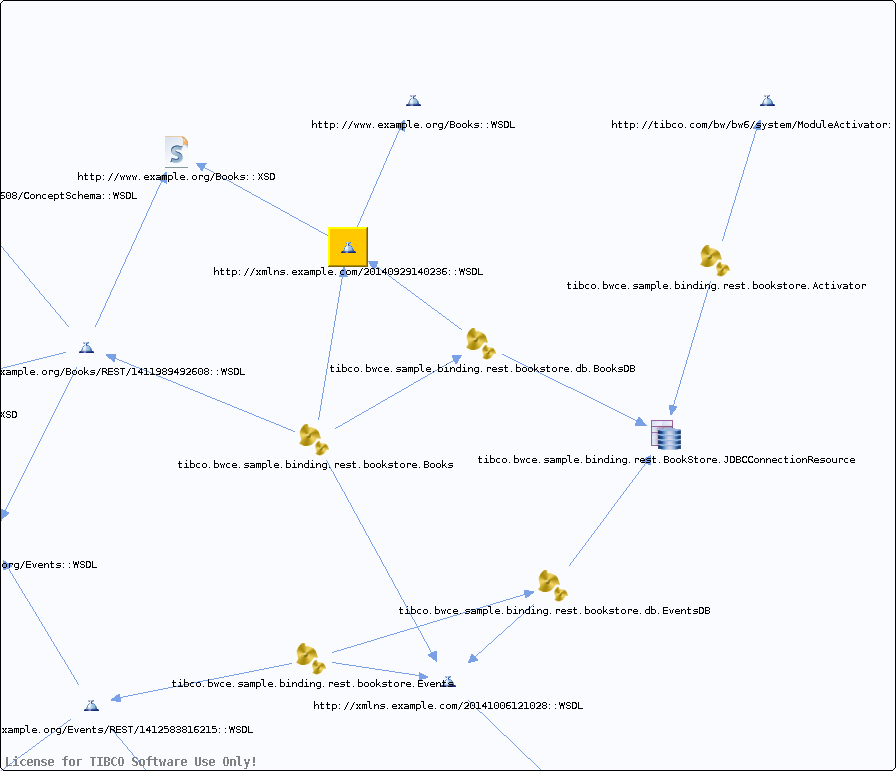 http://www.example.org/Books::WSDL
http://tibco.com/bw/bw6/system/ModuleActivator:
http://www.example.org/Books::XSD
608/ConceptSchema::WSDL
http://xmlns.example.com/20140929140236::WSDL
tibco.bwce.sample.binding.rest.bookstore.Activator
tibco.bwce.sample.binding.rest.bookstore.db.BooksDB
xample.org/Books/REST/1411989492608::WSDL
XSD
tibco.bwce.sample.binding.rest.bookstore.Books
tibco.bwce.sample.binding.rest.BookStore.JDBCConnectionResource
org/Events::WSDL
tibco.bwce.sample.binding.rest.bookstore.db.EventsDB
tibco.bwce.sample.binding.rest.bookstore.Events
http://xmlns.example.com/20141006121028::WSDL
xample.org/Events/REST/1412583816215::WSDL
License for TIBCO Software Use Only!